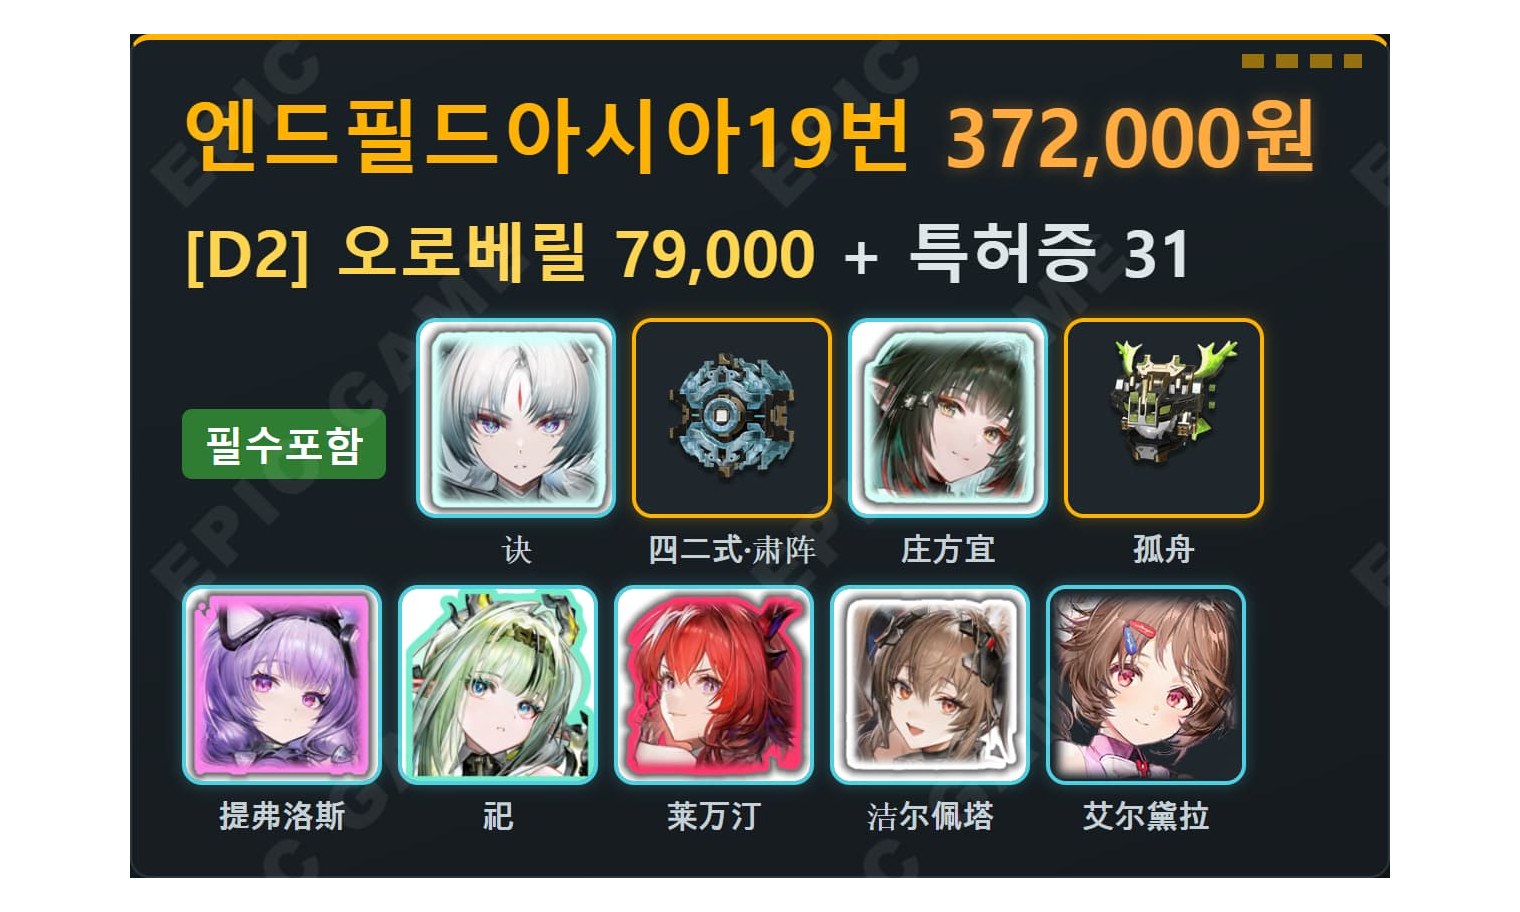 엔드필드아시아19번 372,000원
[D2] 오로베릴 79,000 + 특허증 31
필수포함
诀 四二式·肃阵 庄方宜 孤舟
提弗洛斯 祀 莱万汀 洁尔佩塔 艾尔黛拉
EPIC GAME